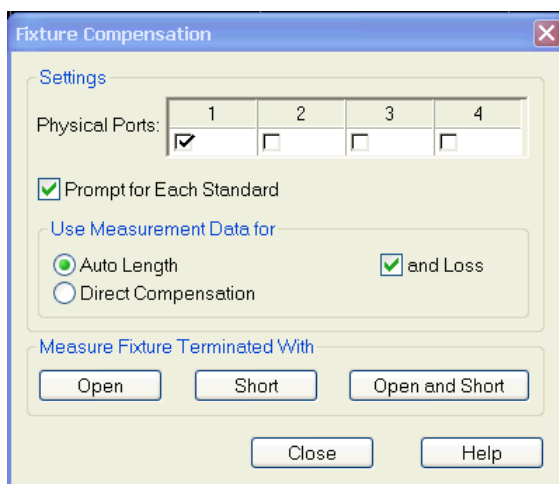 Fixture Compensation
Settings
Physical Ports: 1 2 3 4
Prompt for Each Standard
Use Measurement Data for
Auto Length and Loss
Direct Compensation
Measure Fixture Terminated With
Open Short Open and Short
Close Help